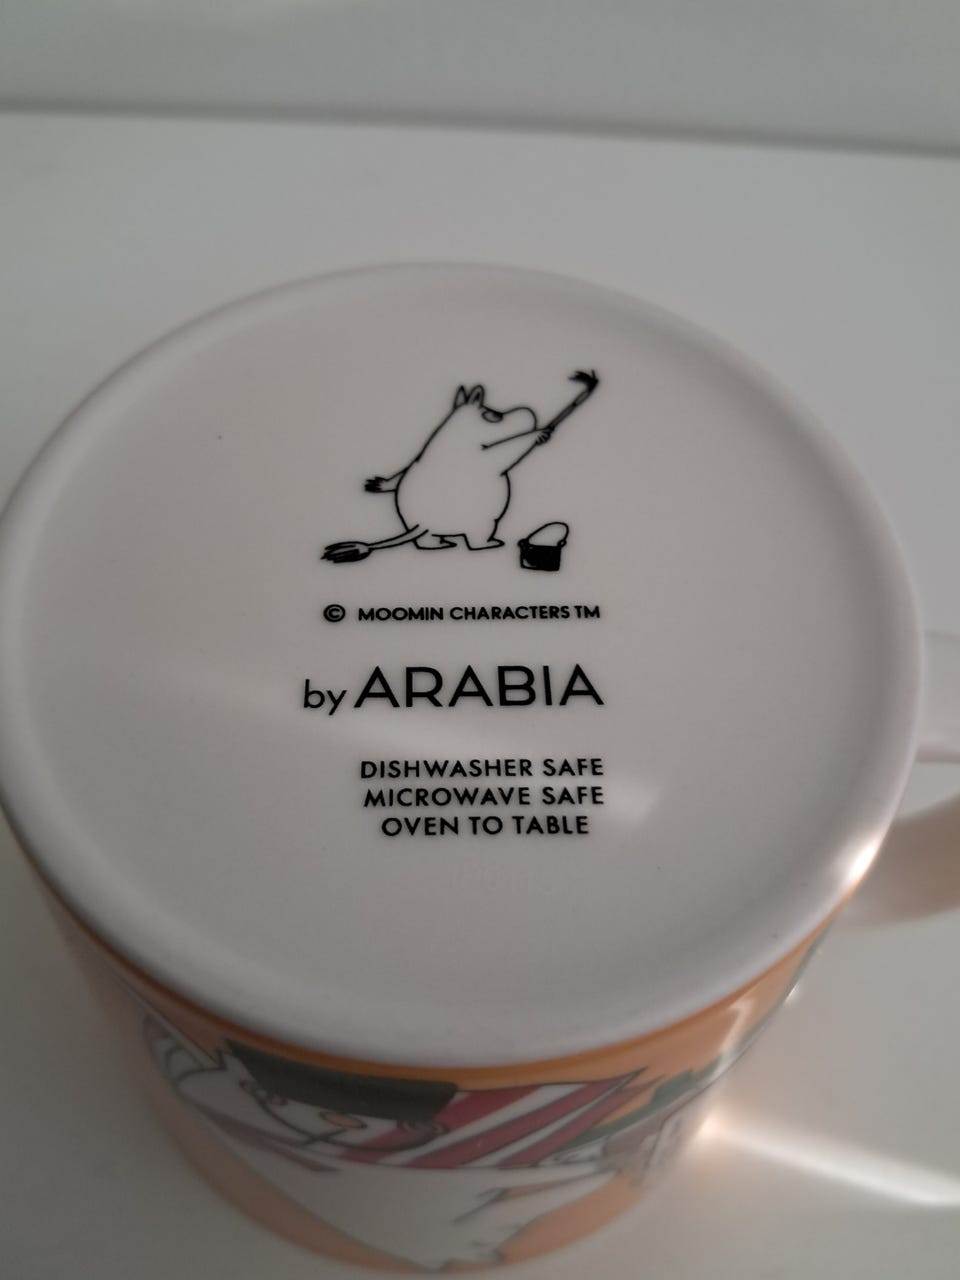 © MOOMIN CHARACTERS TM
by ARABIA
DISHWASHER SAFE
MICROWAVE SAFE
OVEN TO TABLE